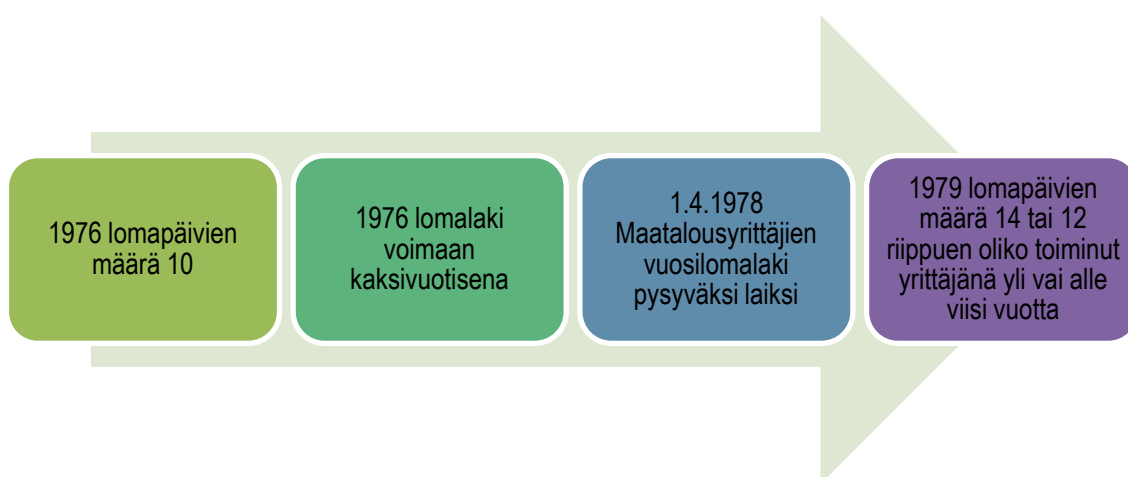 1976 lomapäivien
määrä 10
1976 lomalaki
voimaan
kaksivuotisena
1.4.1978
Maatalousyrittäjien
vuosilomalaki
pysyväksi laiksi
1979 lomapäivien
määrä 14 tai 12
riippuen oliko toiminut
yrittäjänä yli vai alle
viisi vuotta